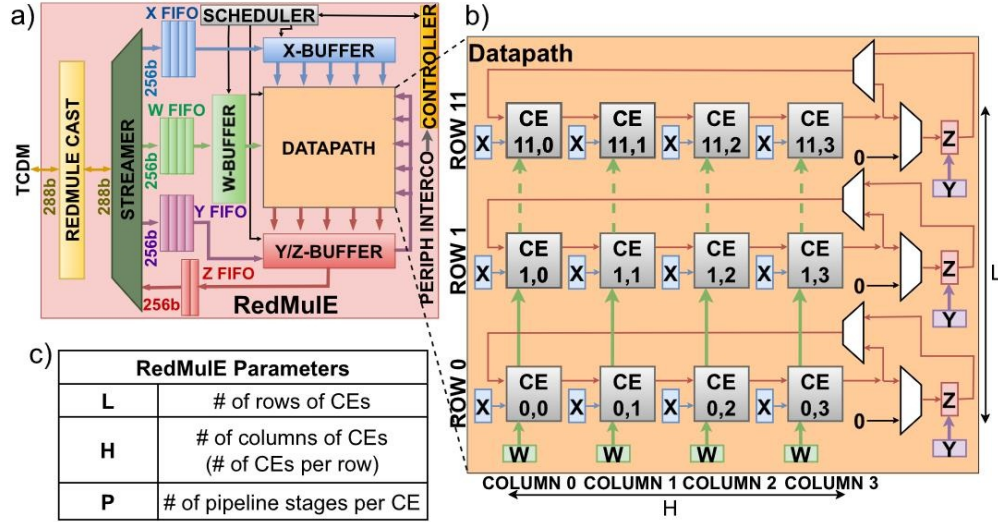 a)
X FIFO
SCHEDULER
X-BUFFER
CONTROLLER
256b
W FIFO
W-BUFFER
DATAPATH
TCDM
288b
REDMULE CAST
288b
STREAMER
256b
Y FIFO
256b
Y/Z-BUFFER
Z FIFO
256b
RedMulE
PERIPH INTERCO
b)
Datapath
ROW 11
X
CE
11,0
X
CE
11,1
X
CE
11,2
X
CE
11,3
0
Z
Y
ROW 1
X
CE
1,0
X
CE
1,1
X
CE
1,2
X
CE
1,3
0
Z
Y
L
ROW 0
X
CE
0,0
X
CE
0,1
X
CE
0,2
X
CE
0,3
0
Z
Y
W
W
W
W
COLUMN 0 COLUMN 1 COLUMN 2 COLUMN 3
H
c)
RedMulE Parameters
L # of rows of CEs
H # of columns of CEs
(# of CEs per row)
P # of pipeline stages per CE